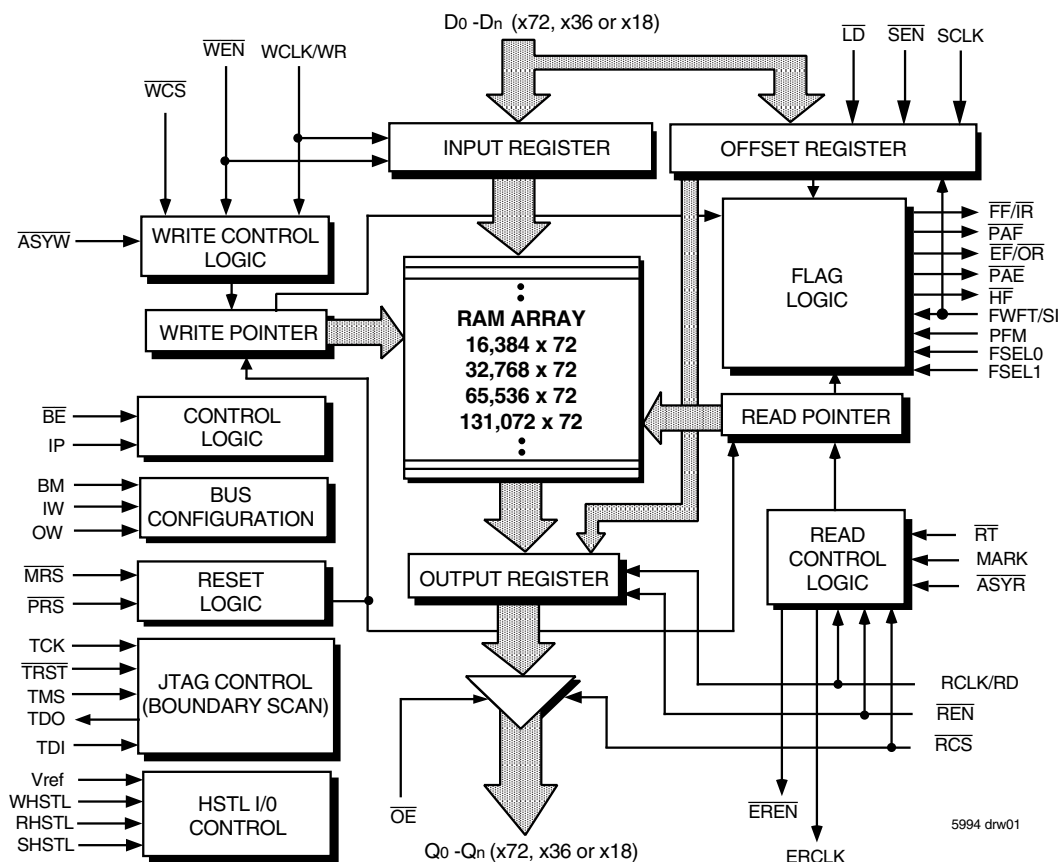 D0 -Dn (x72, x36 or x18)
WEN
WCLK/WR
LD
SEN
SCLK
WCS
INPUT REGISTER
OFFSET REGISTER
ASYW
WRITE CONTROL
LOGIC
FLAG
LOGIC
FF/IR
PAF
EF/OR
PAE
HF
FWFT/SI
PFM
FSEL0
FSEL1
WRITE POINTER
RAM ARRAY
16,384 x 72
32,768 x 72
65,536 x 72
131,072 x 72
READ POINTER
BE
IP
CONTROL
LOGIC
BM
IW
OW
BUS
CONFIGURATION
READ
CONTROL
LOGIC
RT
MARK
ASYR
MRS
PRS
RESET
LOGIC
OUTPUT REGISTER
TCK
TRST
TMS
TDO
TDI
JTAG CONTROL
(BOUNDARY SCAN)
RCLK/RD
REN
RCS
Vref
WHSTL
RHSTL
SHSTL
HSTL I/0
CONTROL
OE
EREN
ERCLK
5994 drw01
Q0 -Qn (x72, x36 or x18)